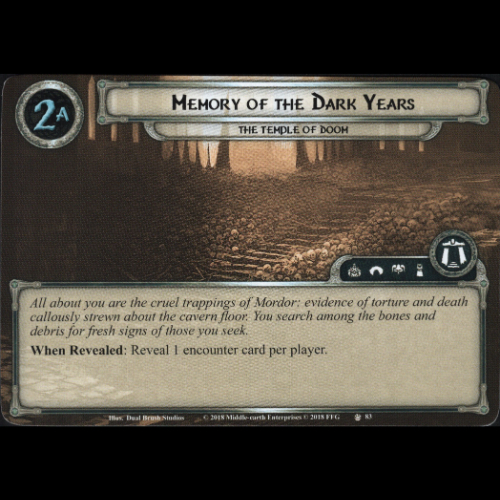 2A
MEMORY OF THE DARK YEARS
THE TEMPLE OF DOOM
All about you are the cruel trappings of Mordor; evidence of torture and death
callously strewn about the cavern floor. You search among the bones and
debris for fresh signs of those you seek.
When Revealed: Reveal 1 encounter card per player.
Illus. Dual Brush Studios © 2018 Middle-earth Enterprises © 2018 FFG 83